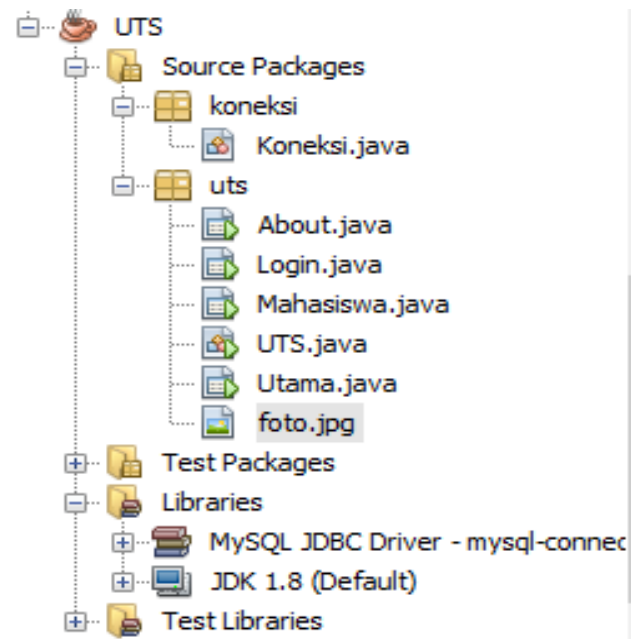 UTS
Source Packages
koneksi
Koneksi.java
uts
About.java
Login.java
Mahasiswa.java
UTS.java
Utama.java
foto.jpg
Test Packages
Libraries
MySQL JDBC Driver - mysql-connec
JDK 1.8 (Default)
Test Libraries